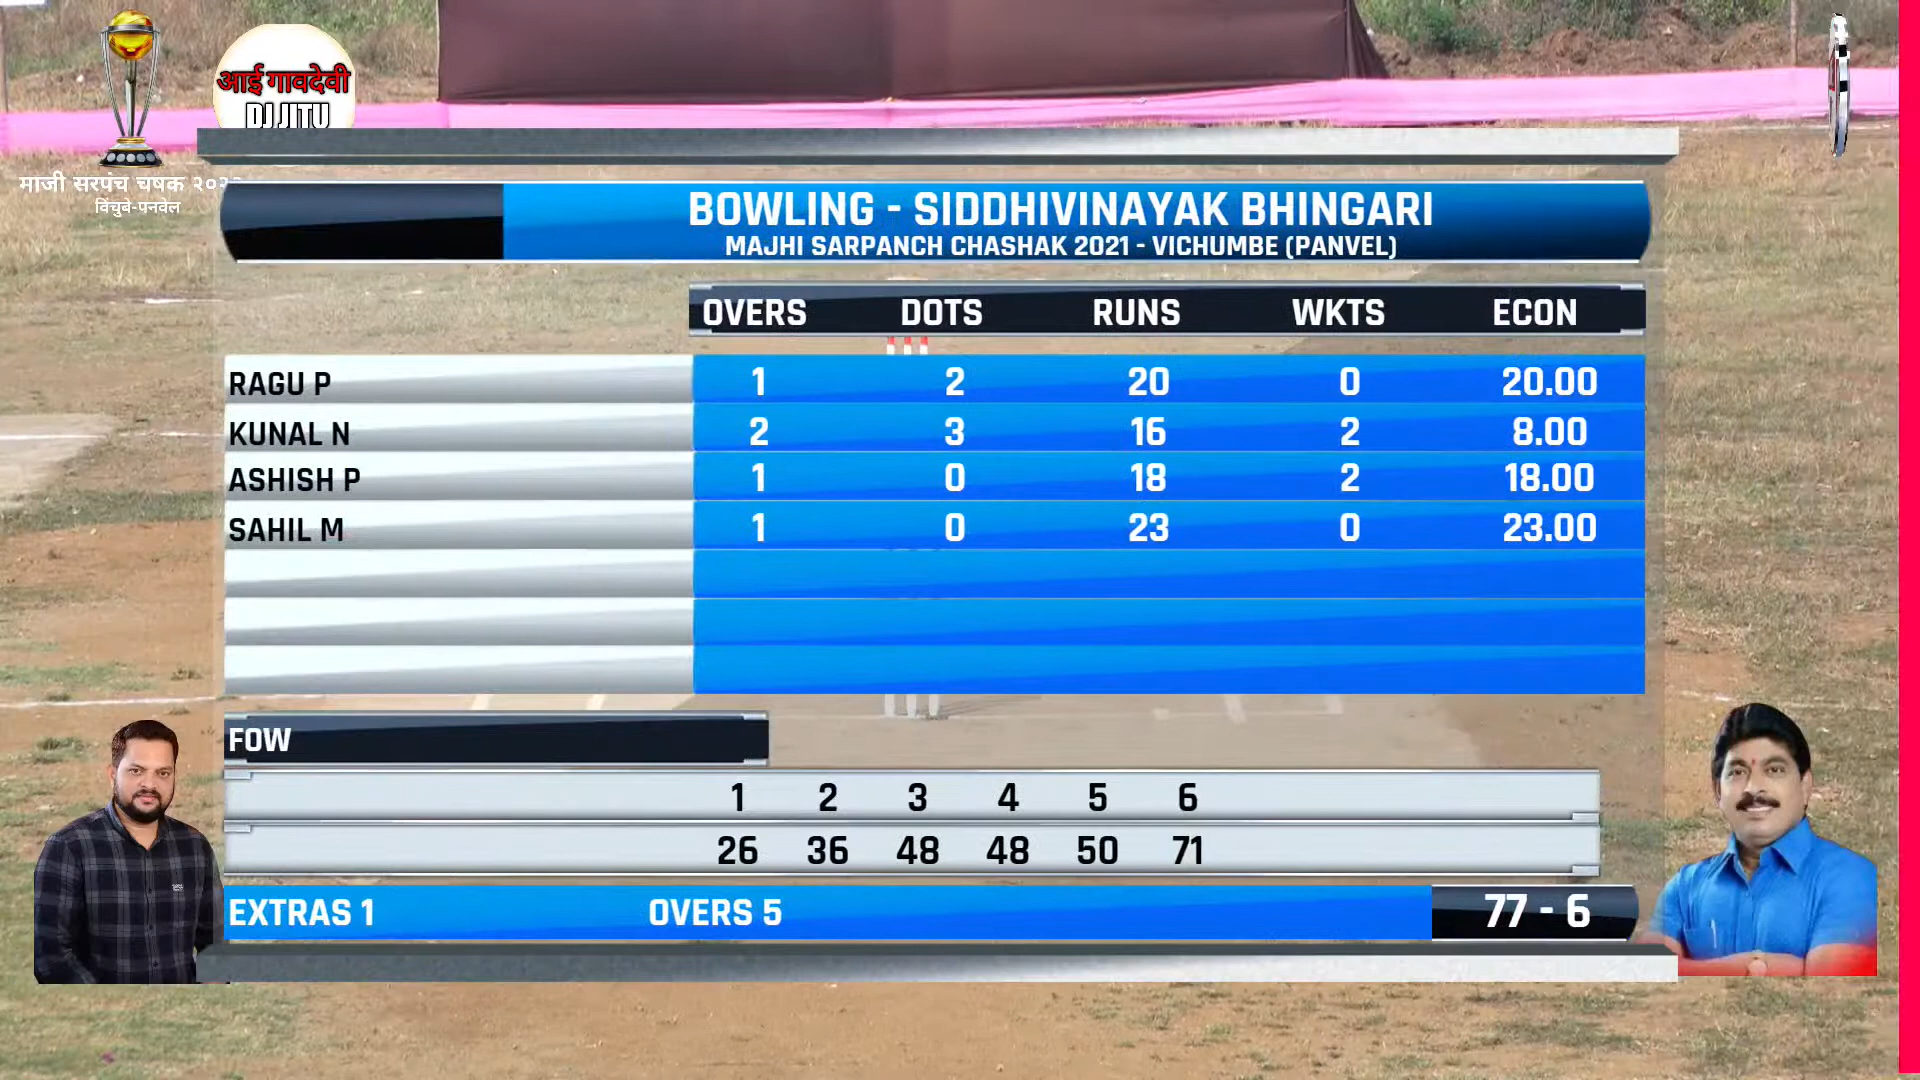 आई गावदेवी
DJ JITU
माजी सरपंच चषक
विंचुबे-पनवेल
BOWLING - SIDDHIVINAYAK BHINGARI
MAJHI SARPANCH CHASHAK 2021 - VICHUMBE (PANVEL)
OVERS DOTS RUNS WKTS ECON
RAGU P 1 2 20 0 20.00
KUNAL N 2 3 16 2 8.00
ASHISH P 1 0 18 2 18.00
SAHIL M 1 0 23 0 23.00
FOW
1 2 3 4 5 6
26 36 48 48 50 71
EXTRAS 1 OVERS 5 77 - 6